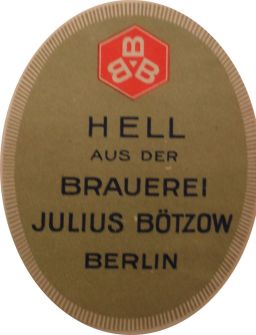 B
B B
HELL
AUS DER
BRAUEREI
JULIUS BÖTZOW
BERLIN